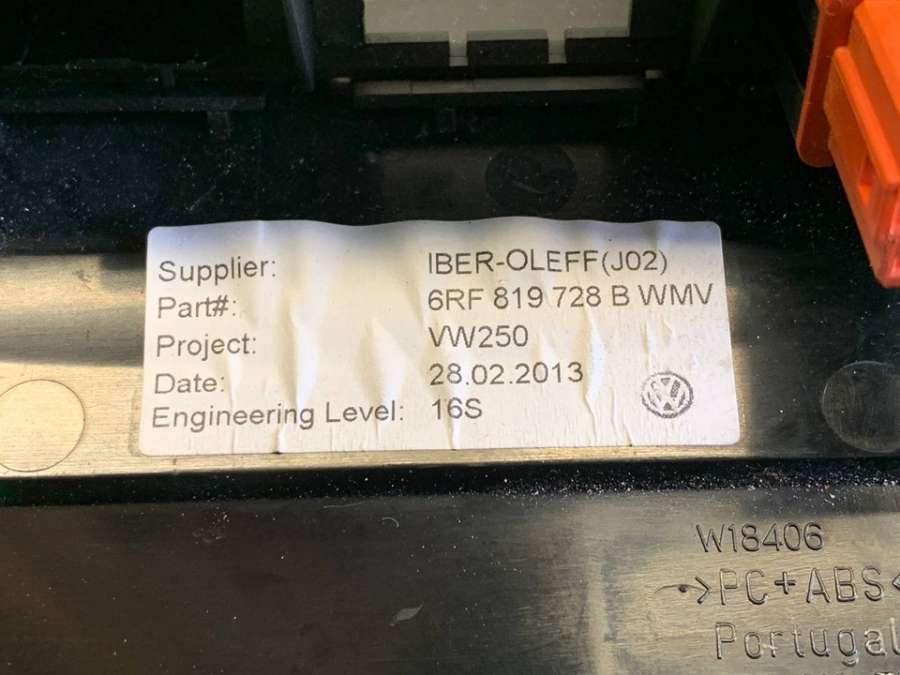 Supplier: IBER-OLEFF(J02)
Part#: 6RF 819 728 B WMV
Project: VW250
Date: 28.02.2013
Engineering Level: 16S
W18406
>PC+ABS<
Portugal